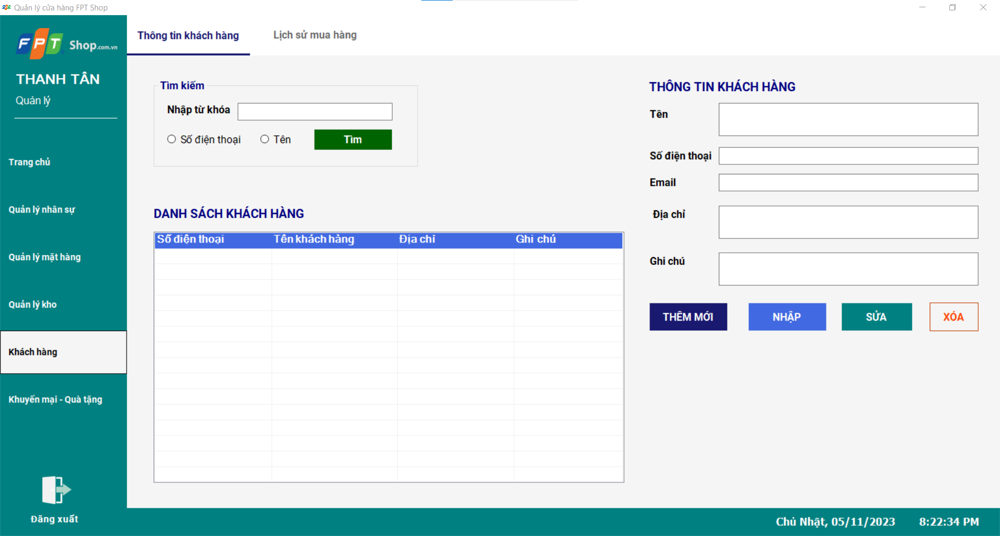 Quản lý cửa hàng FPT Shop
FPT Shop.com.vn
THANH TÂN
Quản lý
Trang chủ
Quản lý nhân sự
Quản lý mặt hàng
Quản lý kho
Khách hàng
Khuyến mại - Quà tặng
Đăng xuất
Thông tin khách hàng
Lịch sử mua hàng
Tìm kiếm
Nhập từ khóa
Số điện thoại
Tên
Tìm
DANH SÁCH KHÁCH HÀNG
Số điện thoại Tên khách hàng Địa chỉ Ghi chú
THÔNG TIN KHÁCH HÀNG
Tên
Số điện thoại
Email
Địa chỉ
Ghi chú
THÊM MỚI NHẬP SỬA XÓA
Chủ Nhật, 05/11/2023 8:22:34 PM